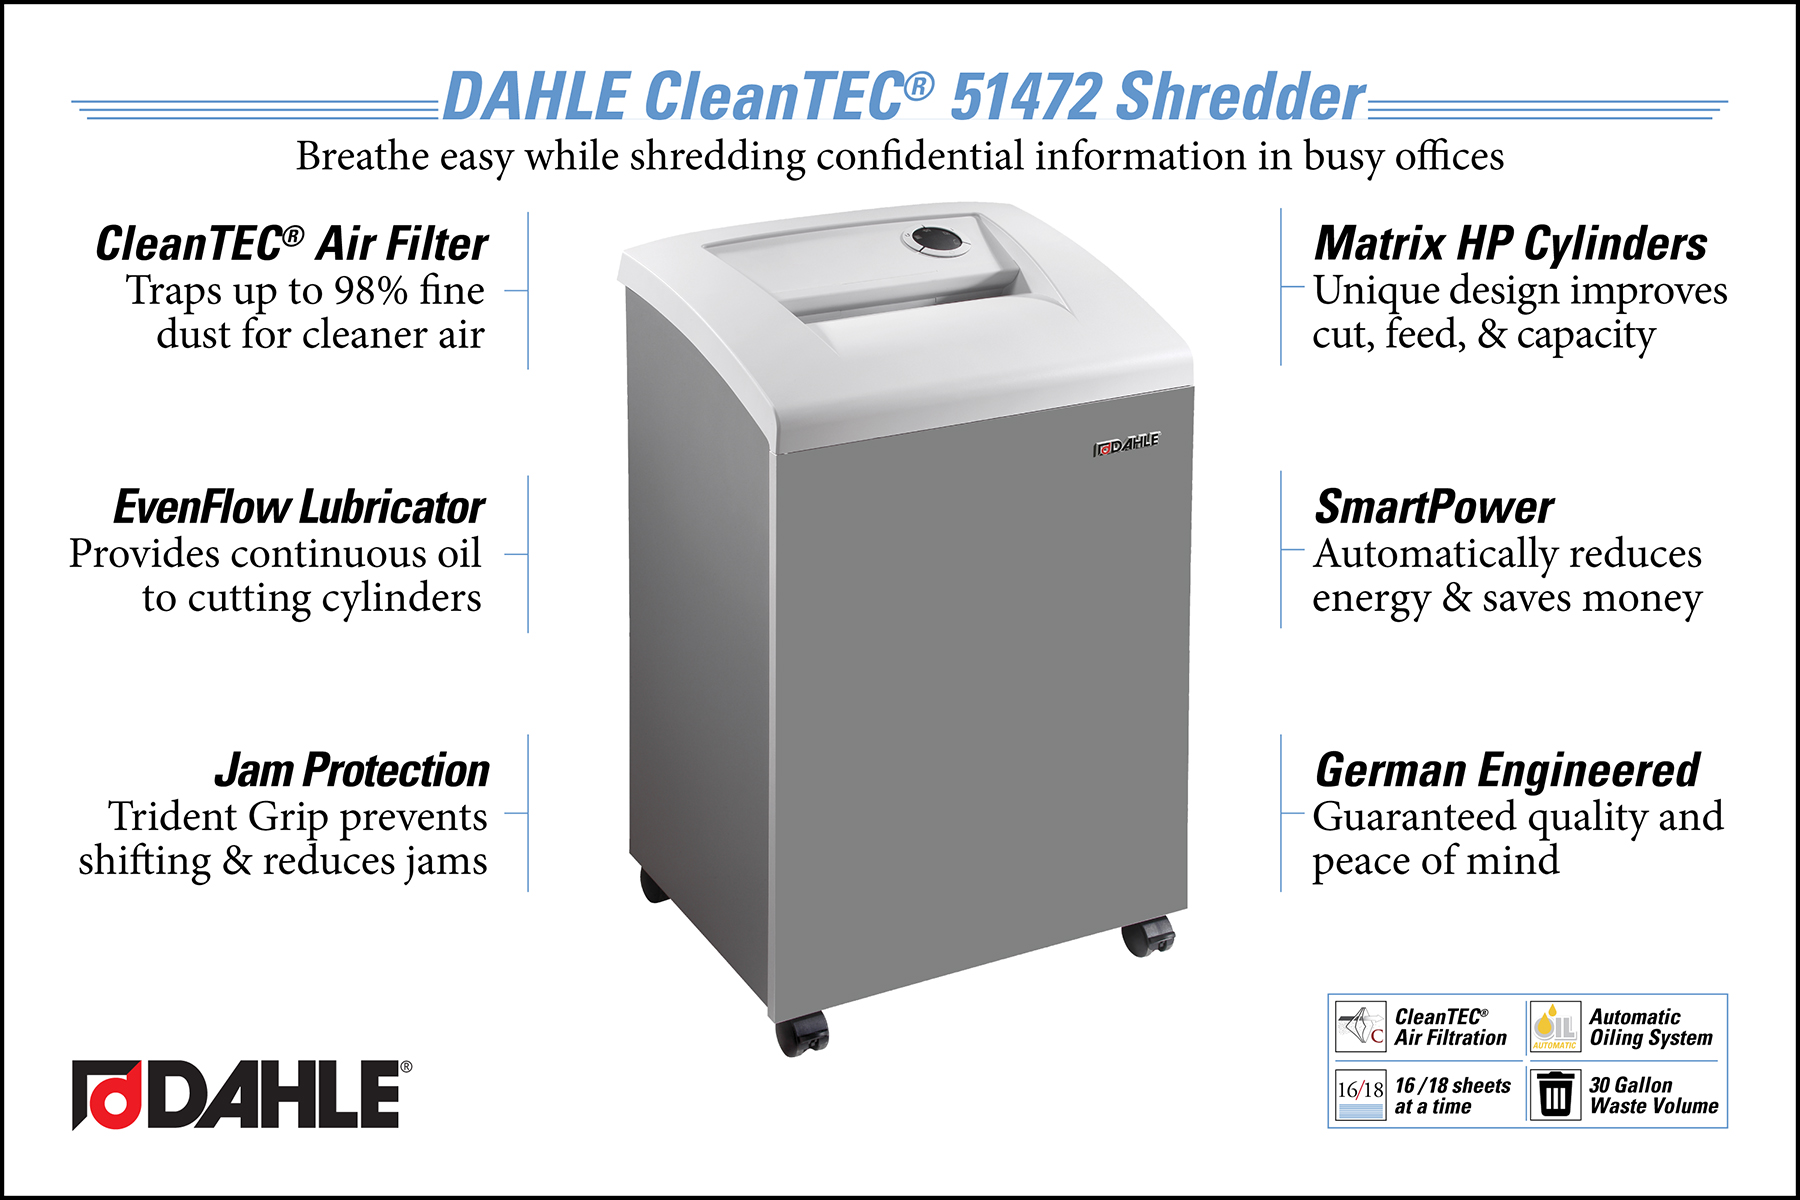 DAHLE CleanTEC® 51472 Shredder
Breathe easy while shredding confidential information in busy offices
CleanTEC® Air Filter
Traps up to 98% fine
dust for cleaner air
EvenFlow Lubricator
Provides continuous oil
to cutting cylinders
Jam Protection
Trident Grip prevents
shifting & reduces jams
Matrix HP Cylinders
Unique design improves
cut, feed, & capacity
SmartPower
Automatically reduces
energy & saves money
German Engineered
Guaranteed quality and
peace of mind
DAHLE
DAHLE®
C
CleanTEC®
Air Filtration
OIL
AUTOMATIC
Automatic
Oiling System
16/18
16/18 sheets
at a time
30 Gallon
Waste Volume